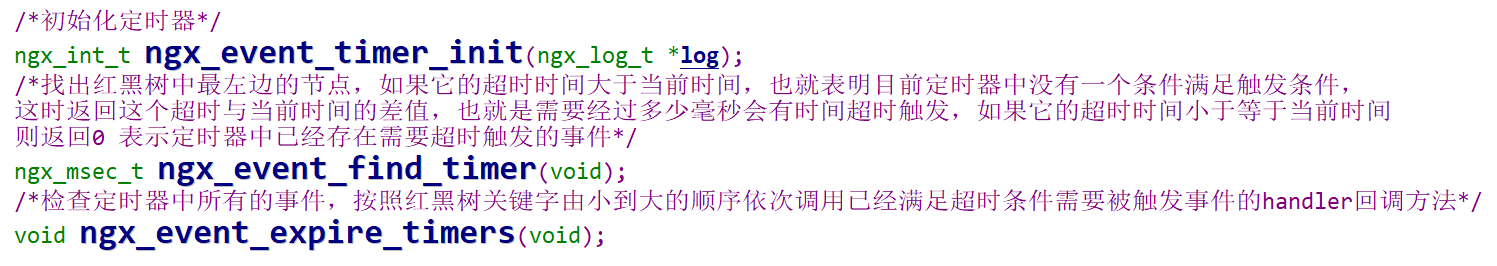 /*初始化定时器*/
ngx_int_t ngx_event_timer_init(ngx_log_t *log);
/*找出红黑树中最左边的节点，如果它的超时时间大于当前时间，也就表明目前定时器中没有一个条件满足触发条件，
这时返回这个超时与当前时间的差值，也就是需要经过多少毫秒会有时间超时触发，如果它的超时时间小于等于当前时间
则返回0 表示定时器中已经存在需要超时触发的事件*/
ngx_msec_t ngx_event_find_timer(void);
/*检查定时器中所有的事件，按照红黑树关键字由小到大的顺序依次调用已经满足超时条件需要被触发事件的handler回调方法*/
void ngx_event_expire_timers(void);